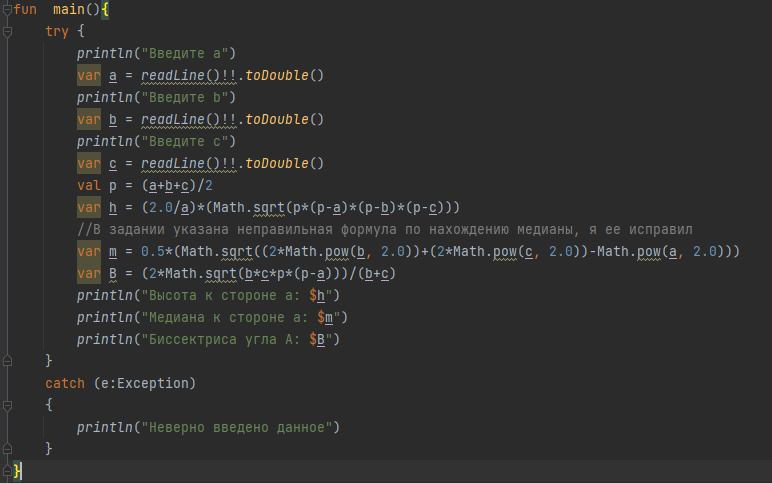 fun  main(){
    try {
        println("Введите a")
        var a = readLine()!!.toDouble()
        println("Введите b")
        var b = readLine()!!.toDouble()
        println("Введите c")
        var c = readLine()!!.toDouble()
        val p = (a+b+c)/2
        var h = (2.0/a)*(Math.sqrt(p*(p-a)*(p-b)*(p-c)))
        //В задании указана неправильная формула по нахождению медианы, я ее исправил
        var m = 0.5*(Math.sqrt((2*Math.pow(b, 2.0))+(2*Math.pow(c, 2.0))-Math.pow(a, 2.0)))
        var B = (2*Math.sqrt(b*c*p*(p-a)))/(b+c)
        println("Высота к стороне a: $h")
        println("Медиана к стороне a: $m")
        println("Биссектриса угла A: $B")
    }
    catch (e:Exception)
    {
        println("Неверно введено данное")
    }
}